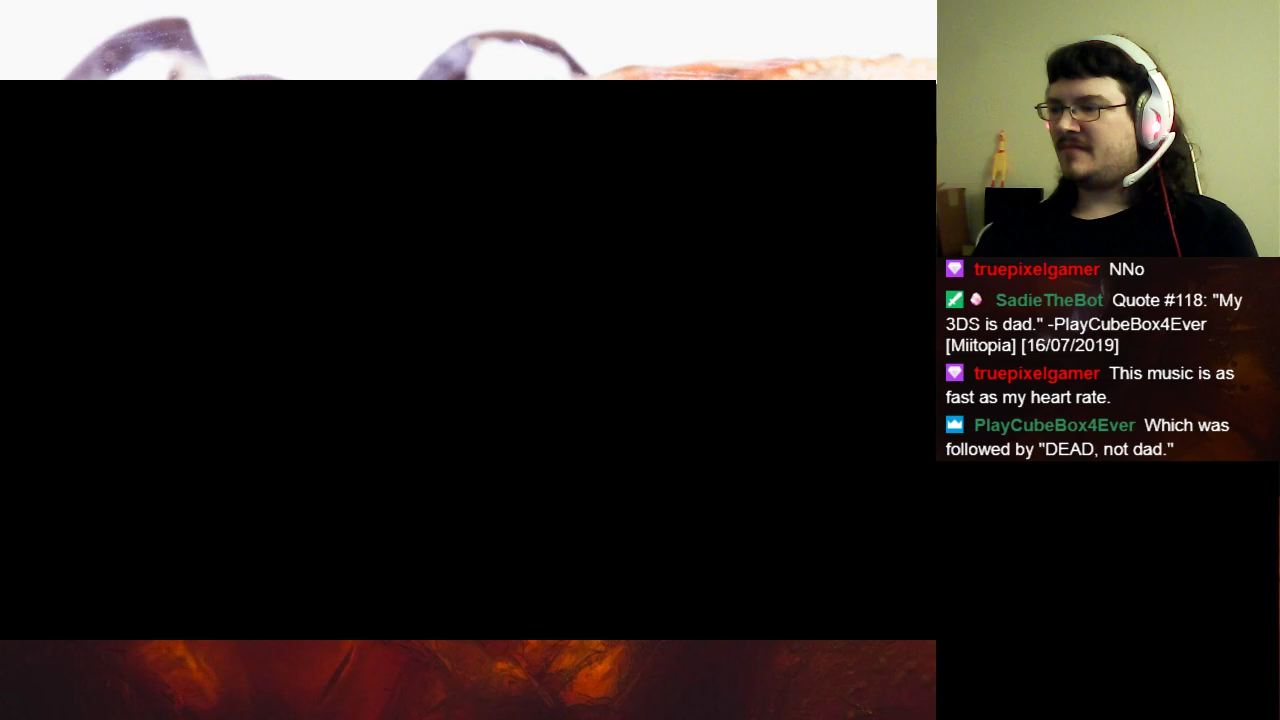 truepixelgamer NNo
SadieTheBot Quote #118: "My
3DS is dad." -PlayCubeBox4Ever
[Miitopia] [16/07/2019]
truepixelgamer This music is as
fast as my heart rate.
PlayCubeBox4Ever Which was
followed by "DEAD, not dad."